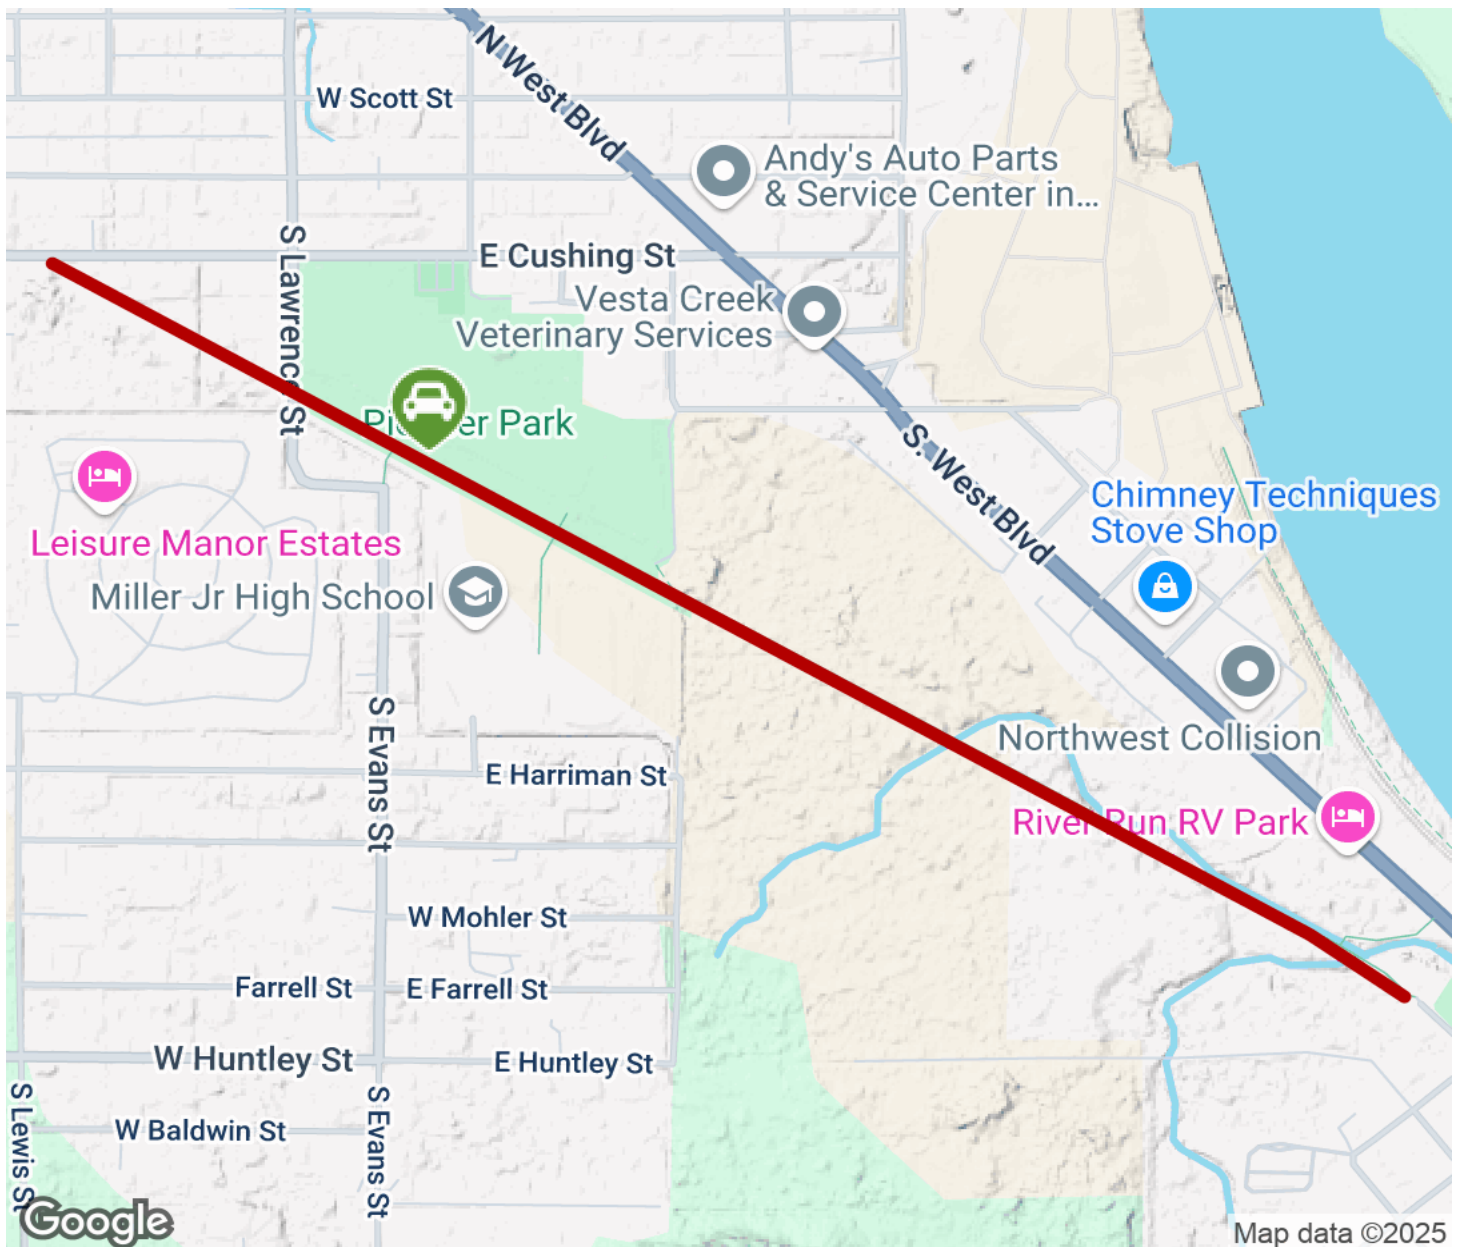 N West Blvd
W Scott St
Andy's Auto Parts
& Service Center in...
S Lawrence St
E Cushing St
Vesta Creek
Veterinary Services
Park
S. West Blvd
Chimney Techniques
Stove Shop
Leisure Manor Estates
Miller Jr High School
S Evans St
Northwest Collision
E Harriman St
River Run RV Park
W Mohler St
Farrell St
E Farrell St
W Huntley St
E Huntley St
S Lewis St
S Evans St
W Baldwin St
Google
Map data ©2025